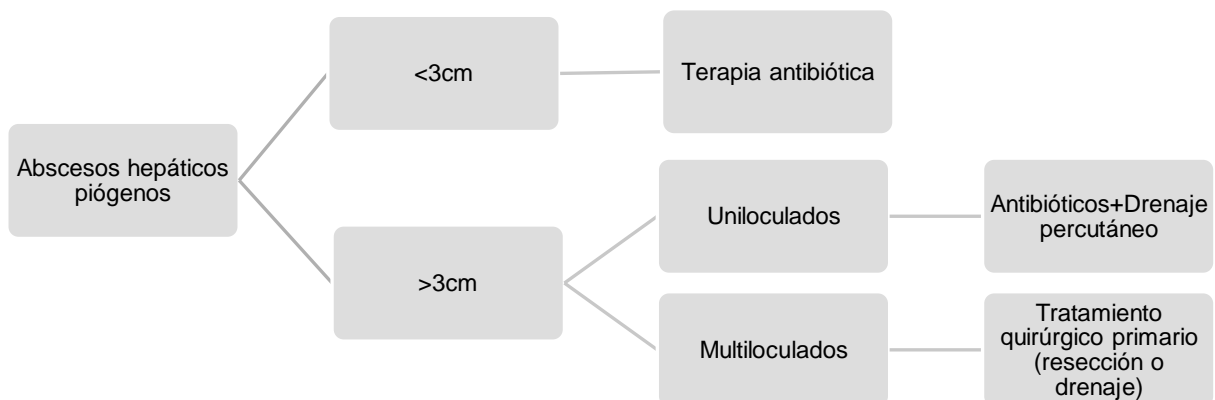 Abscesos hepáticos
piógenos
<3cm
Terapia antibiótica
>3cm
Uniloculados
Antibióticos+Drenaje
percutáneo
Multiloculados
Tratamiento
quirúrgico primario
(resección o
drenaje)